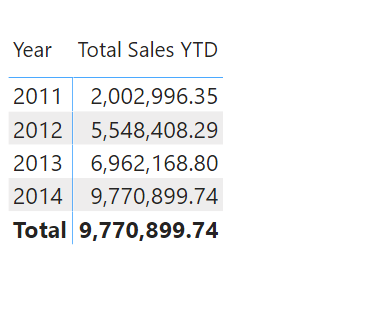 Year Total Sales YTD
2011 2,002,996.35
2012 5,548,408.29
2013 6,962,168.80
2014 9,770,899.74
Total 9,770,899.74